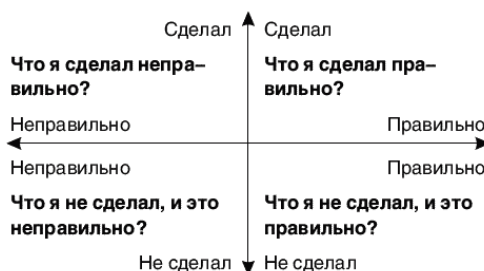 Сделал Сделал
Что я сделал непра–
вильно?
Что я сделал пра–
вильно?
Неправильно Правильно
Неправильно Правильно
Что я не сделал, и это
неправильно?
Что я не сделал, и это
правильно?
Не сделал Не сделал